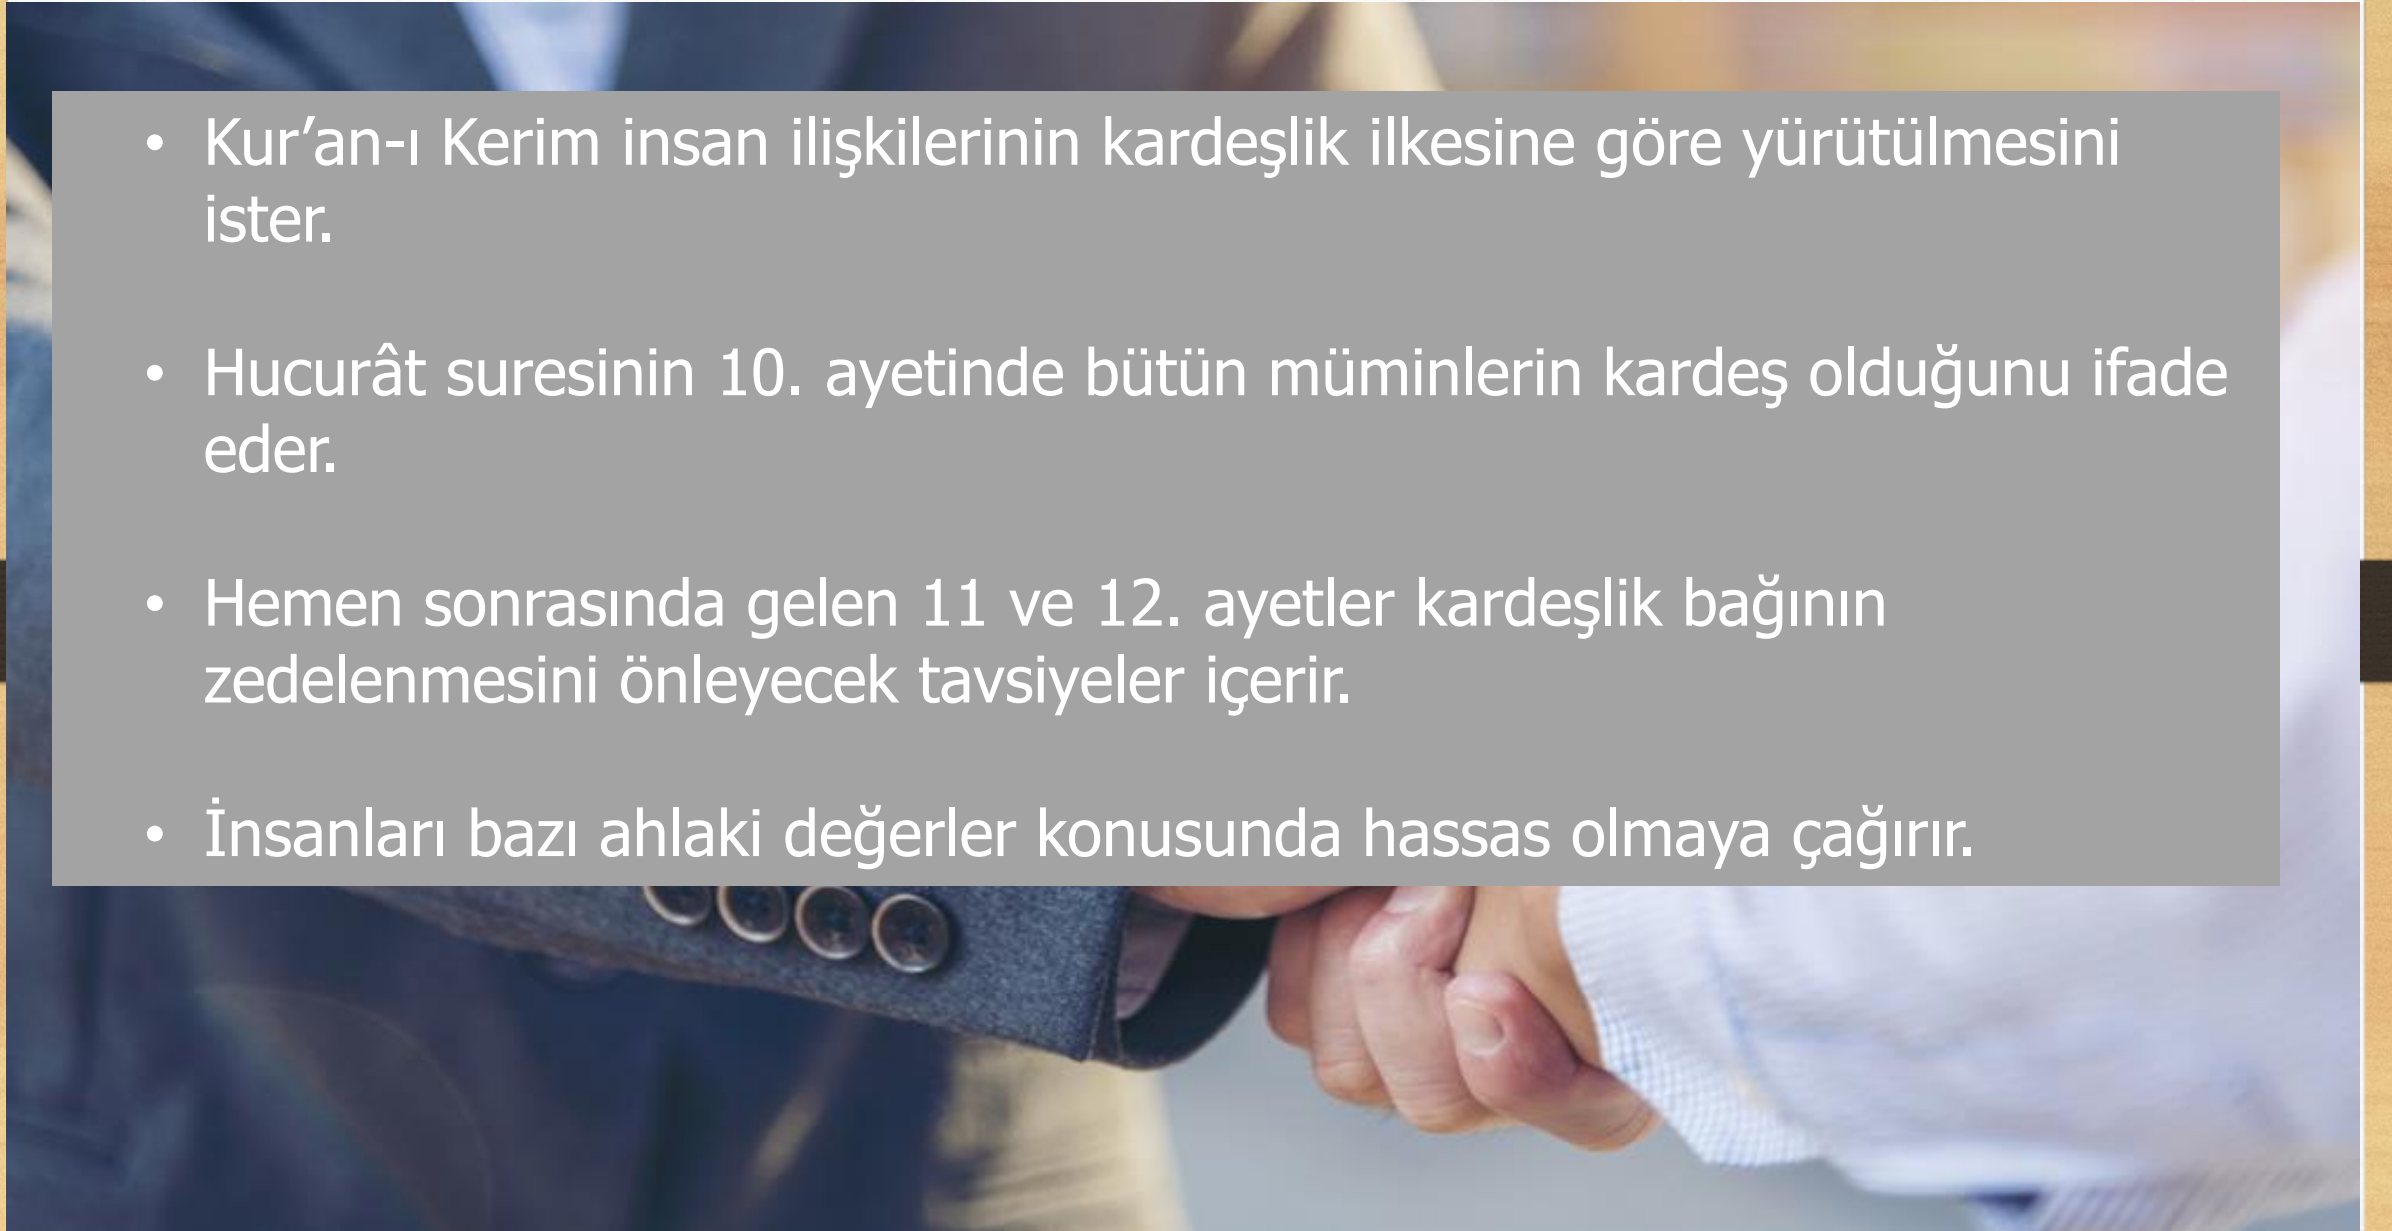 • Kur’an-ı Kerim insan ilişkilerinin kardeşlik ilkesine göre yürütülmesini
ister.
• Hucurât suresinin 10. ayetinde bütün müminlerin kardeş olduğunu ifade
eder.
• Hemen sonrasında gelen 11 ve 12. ayetler kardeşlik bağının
zedelenmesini önleyecek tavsiyeler içerir.
• İnsanları bazı ahlaki değerler konusunda hassas olmaya çağırır.